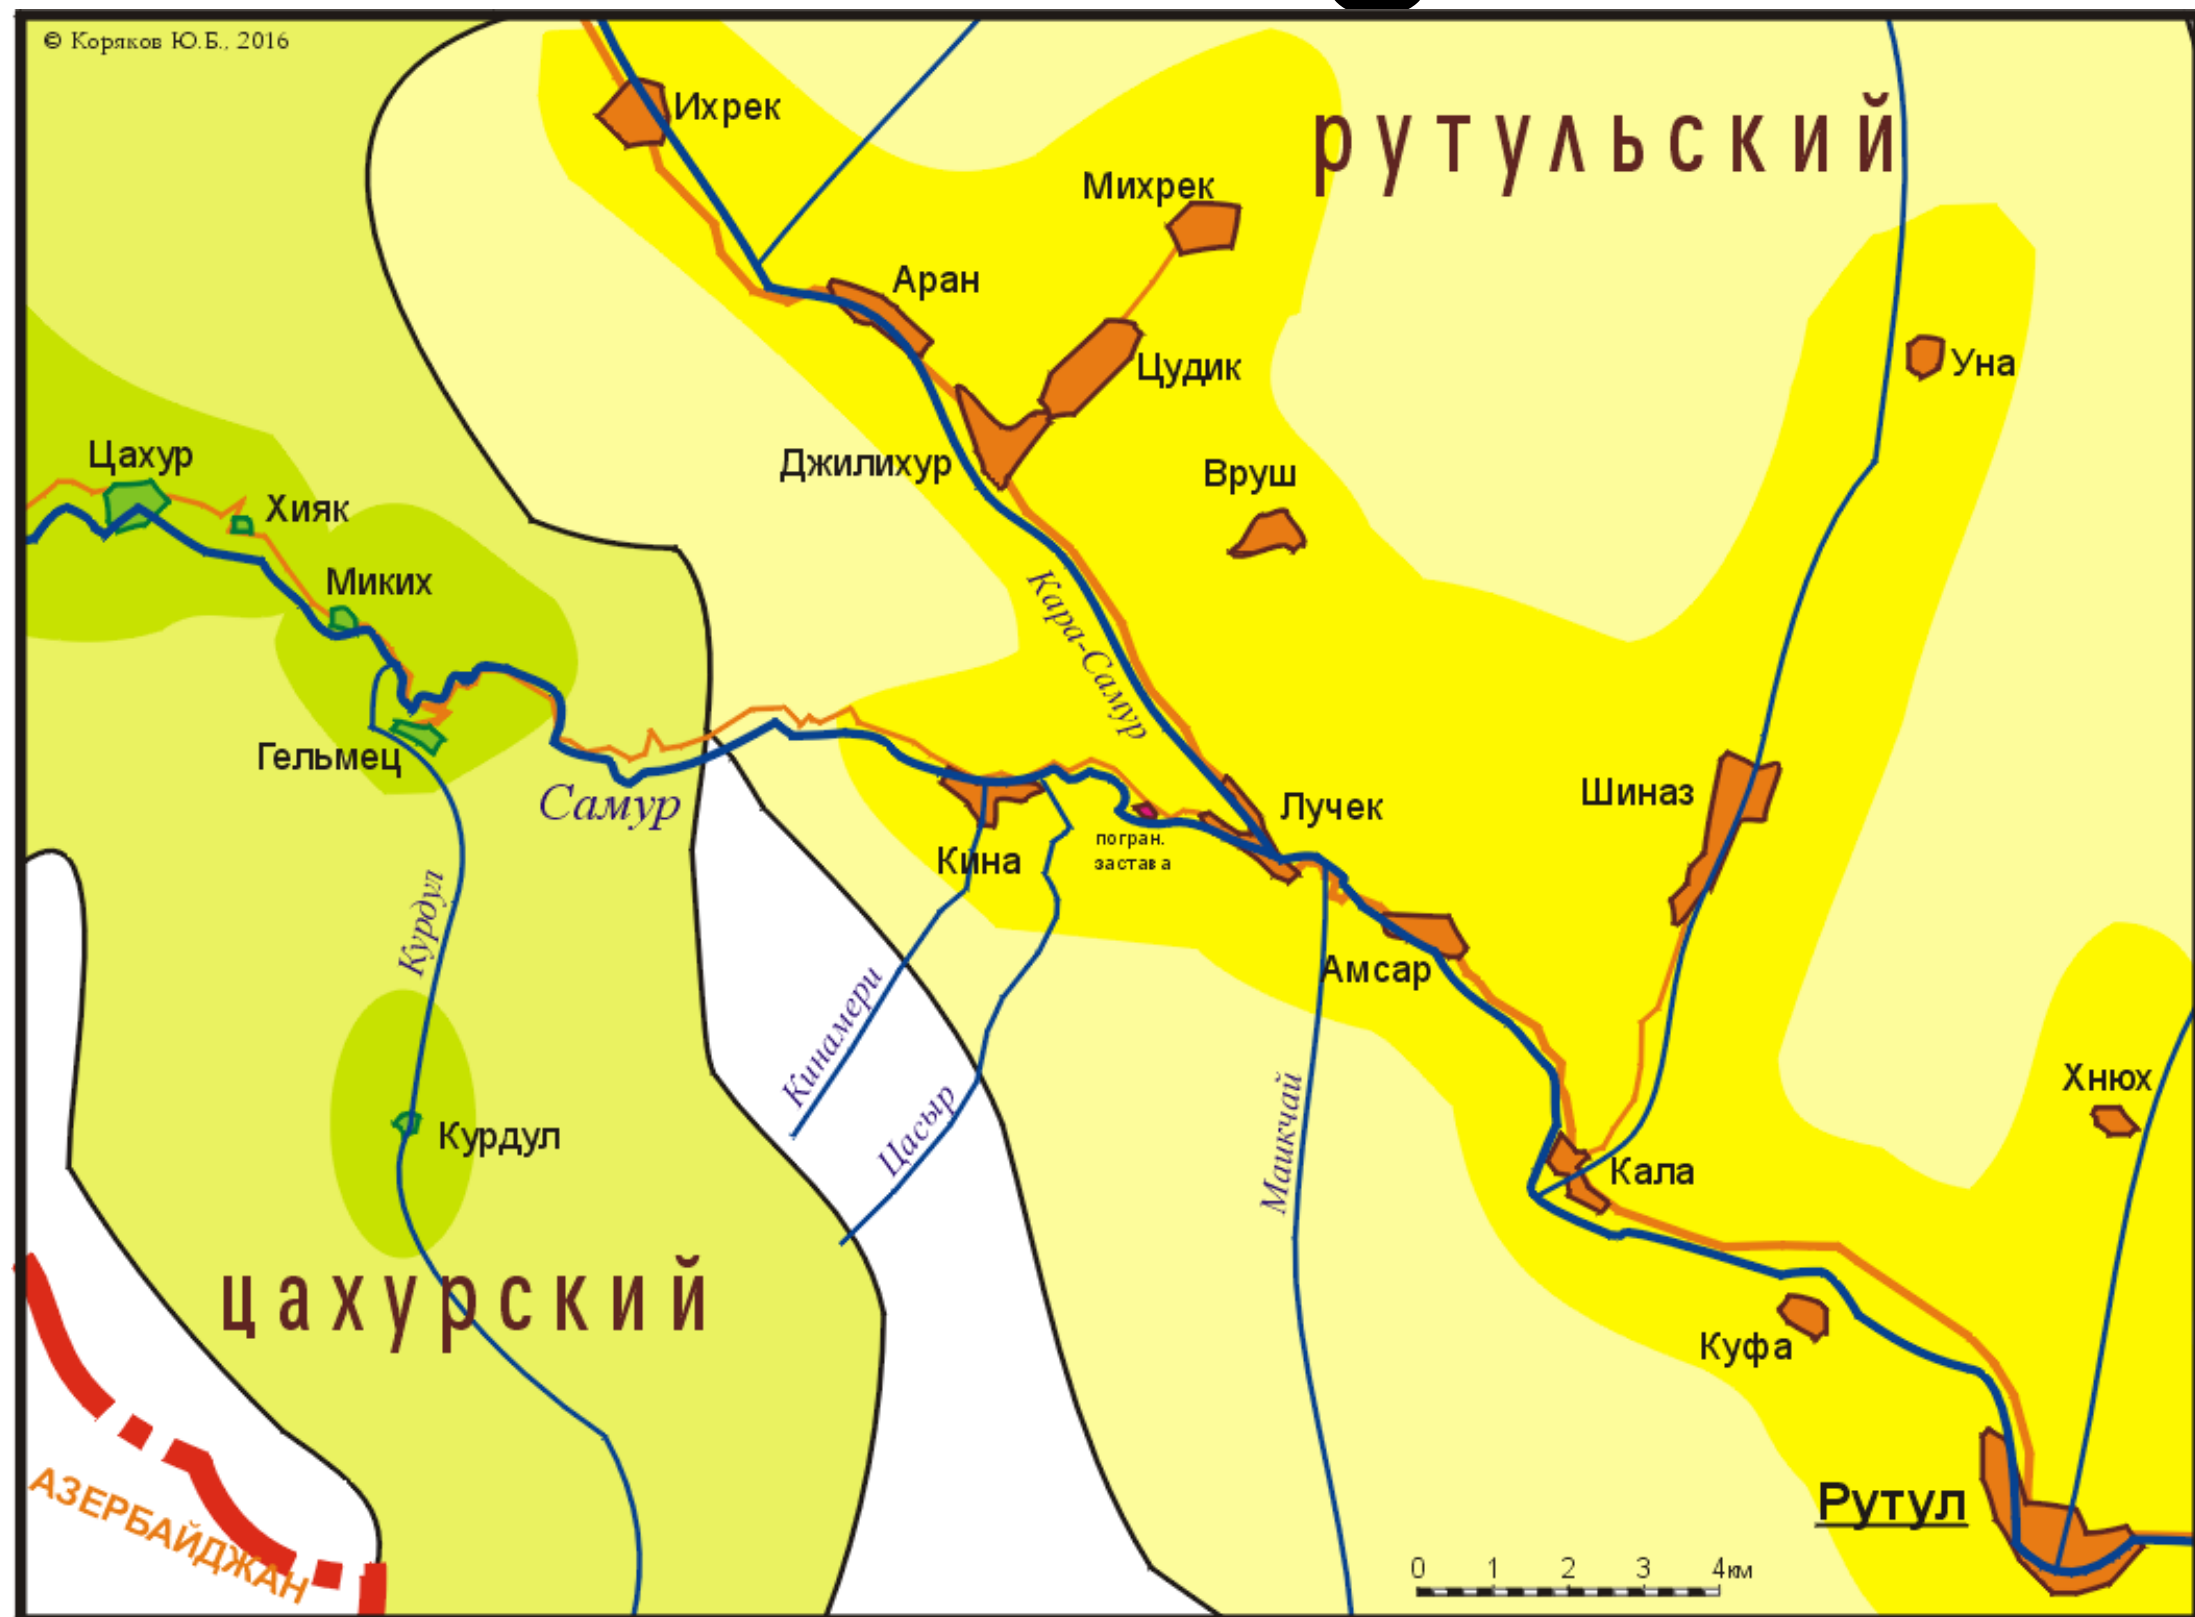 © Коряков Ю.Б., 2016
Ихрек
рутульский
Михрек
Аран
Цудик
Уна
Цахур
Джилихур
Вруш
Хияк
Миких
Кара-Самур
Гельмец
Самур
Шиназ
Лучек
погран.
застава
Кина
Курдул
Амсар
Кинамери
Хнюх
Цасыр
Курдул
Маикчай
Кала
цахурский
Куфа
АЗЕРБАЙДЖАН
Рутул
0 1 2 3 4км